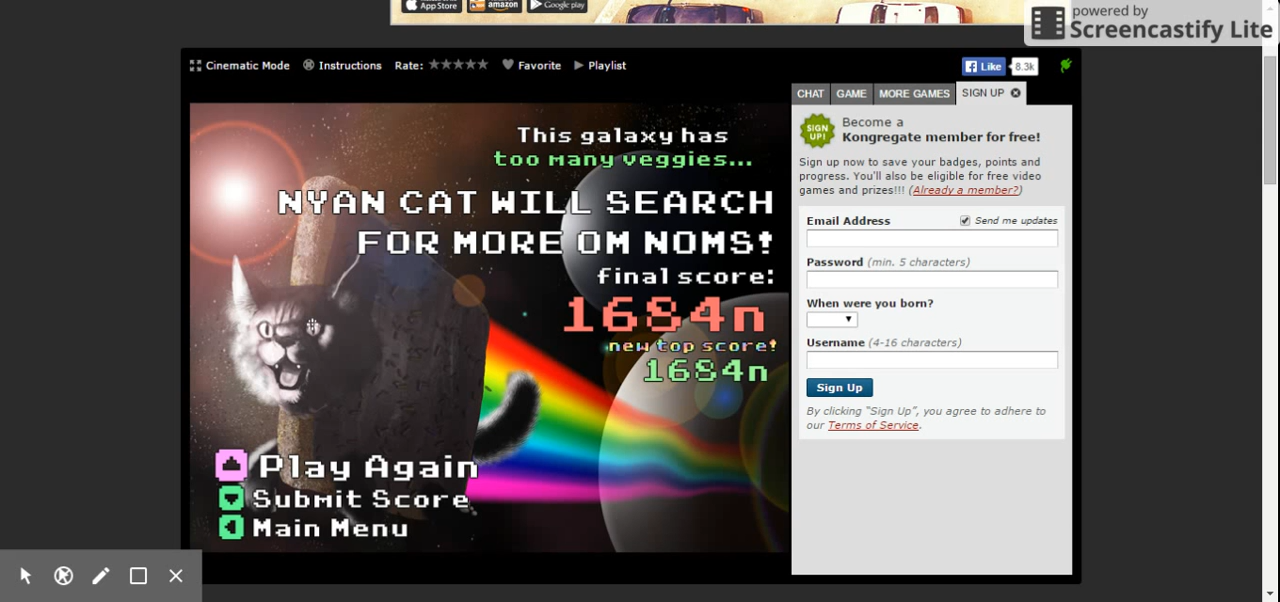 App Store
amazon
Google play
powered by
Screencastify Lite
Cinematic Mode
Instructions
Rate:
Favorite
Playlist
Like
8.3k
CHAT
GAME
MORE GAMES
SIGN UP
This galaxy has
too many veggies...
NYAN CAT WILL SEARCH
FOR MORE OM NOMS!
final score:
1684n
new top score!
1684n
Play Again
Submit Score
Main Menu
SIGN
UP!
Become a
Kongregate member for free!
Sign up now to save your badges, points and
progress. You'll also be eligible for free video
games and prizes!!! (Already a member?)
Email Address
Send me updates
Password (min. 5 characters)
When were you born?
Username (4-16 characters)
Sign Up
By clicking “Sign Up”, you agree to adhere to
our Terms of Service.